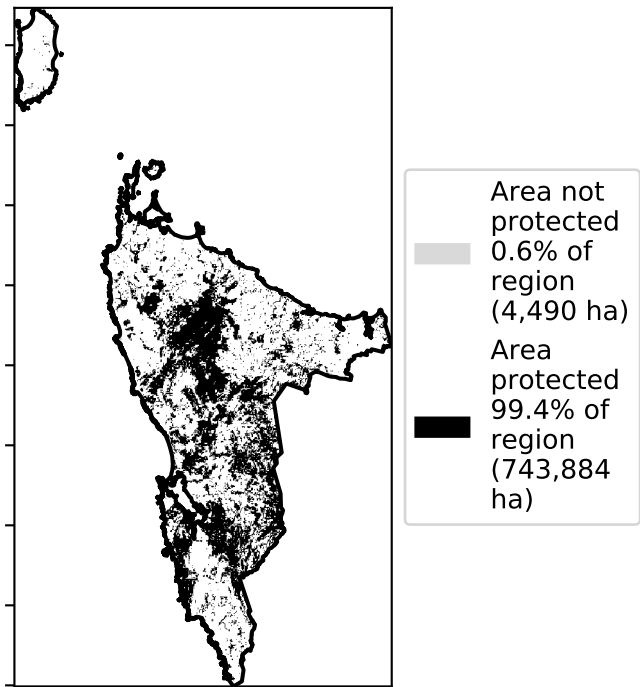 Area not
protected
0.6% of
region
(4,490 ha)
Area
protected
99.4% of
region
(743,884
ha)